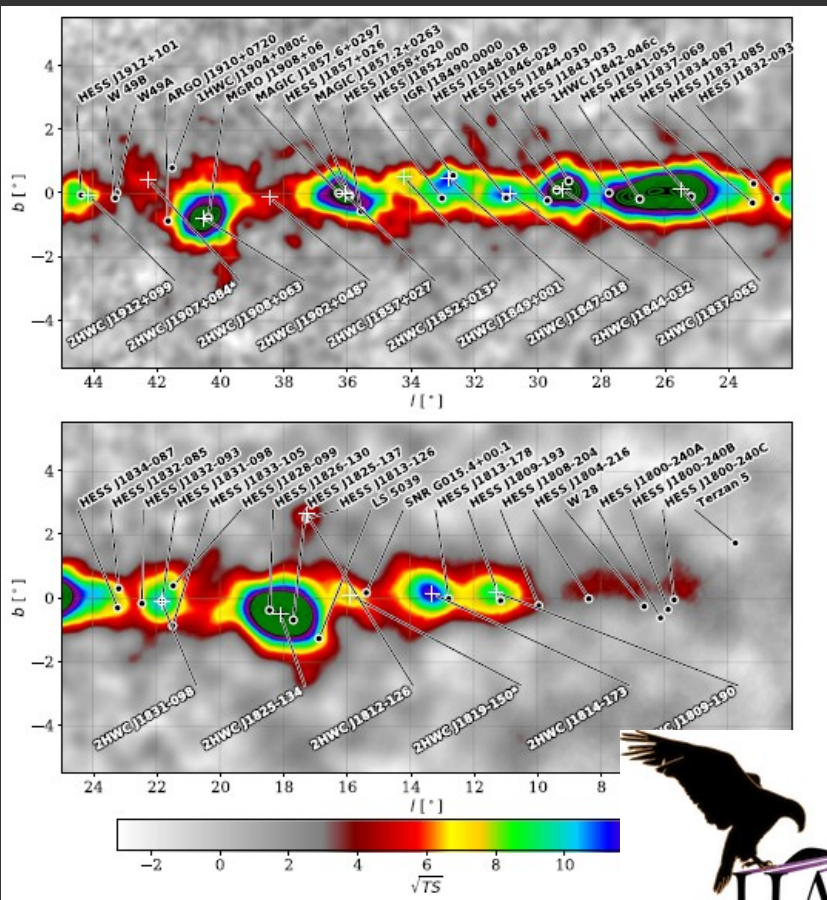 HESS J1912+101
W 49B
W49A
ARGO J1910+0720
1HWC J1904+080c
MGRO J1908+06
MAGIC J1857.6+0297
HESS J1857+026
MAGIC J1857.2+0263
HESS J1858+020
HESS J1852-000
IGR J18490-0000
HESS J1848-018
HESS J1846-029
HESS J1844-030
HESS J1843-033
1HWC J1842-046c
HESS J1841-055
HESS J1837-069
HESS J1834-087
HESS J1832-085
HESS J1832-093
4
2
0
−2
−4
b [°]
2HWC J1912+099
2HWC J1907+084*
2HWC J1908+063
2HWC J1902+048*
2HWC J1857+027
2HWC J1852+013*
2HWC J1849+001
2HWC J1847-018
2HWC J1844-032
2HWC J1837-065
44 42 40 38 36 34 32 30 28 26 24
l [°]
HESS J1834-087
HESS J1832-085
HESS J1832-093
HESS J1831-098
HESS J1833-105
HESS J1828-099
HESS J1826-130
HESS J1825-137
HESS J1813-126
LS 5039
SNR G015.4+00.1
HESS J1813-178
HESS J1809-193
HESS J1808-204
HESS J1804-216
W 28
HESS J1800-240A
HESS J1800-240B
HESS J1800-240C
Terzan 5
4
2
0
−2
−4
b [°]
2HWC J1831-098
2HWC J1825-134
2HWC J1812-126
2HWC J1819-150*
2HWC J1814-173
J1809-190
24 22 20 18 16 14 12 10 8
l [°]
−2 0 2 4 6 8 10
√TS